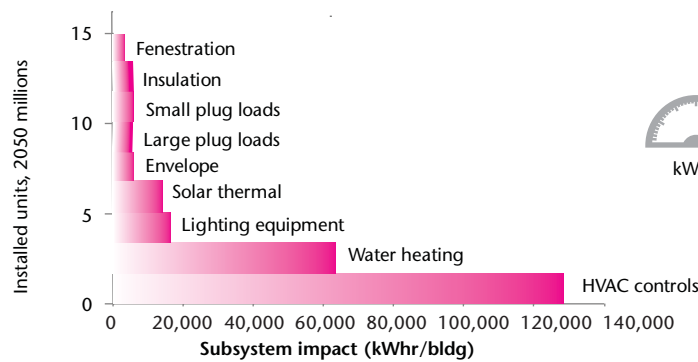 15
Fenestration
Insulation
Small plug loads
10
Large plug loads
Envelope
Solar thermal
5
Lighting equipment
Water heating
HVAC controls
0
0 20,000 40,000 60,000 80,000 100,000 120,000 140,000
Subsystem impact (kWhr/bldg)
Installed units, 2050 millions